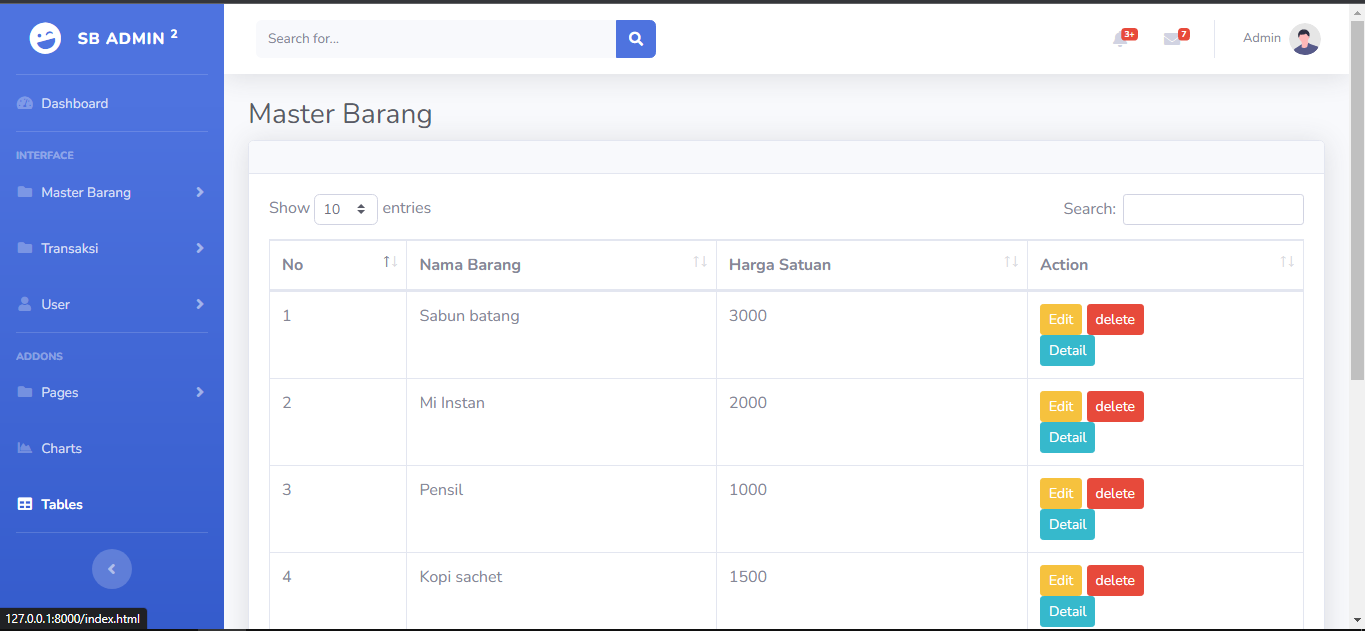 SB ADMIN 2
Search for...
3+
7
Admin
Dashboard
INTERFACE
Master Barang
Transaksi
User
ADDONS
Pages
Charts
Tables
Master Barang
Show 10 entries
Search:
No Nama Barang Harga Satuan Action
1 Sabun batang 3000 Edit delete
Detail
2 Mi Instan 2000 Edit delete
Detail
3 Pensil 1000 Edit delete
Detail
4 Kopi sachet 1500 Edit delete
Detail
127.0.0.1:8000/index.html